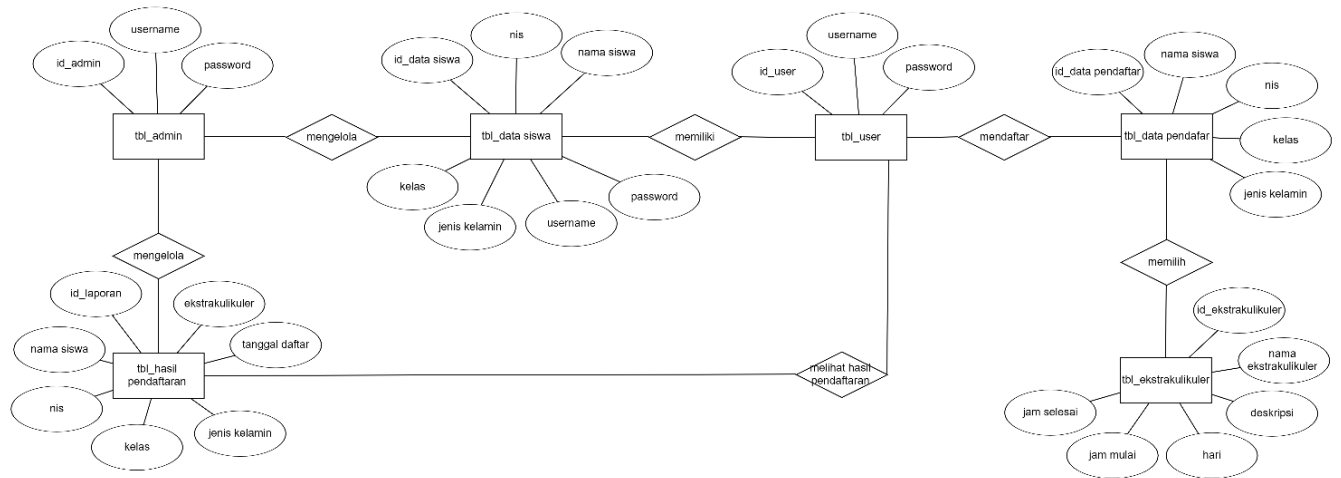 username
id_admin
password
tbl_admin
mengelola
nis
id_data siswa
nama siswa
tbl_data siswa
kelas
jenis kelamin
username
password
memiliki
username
id_user
password
tbl_user
mendaftar
id_data pendaftar
nama siswa
nis
tbl_data pendafar
kelas
jenis kelamin
mengelola
memilih
id_laporan
ekstrakulikuler
nama siswa
tanggal daftar
tbl_hasil
pendaftaran
nis
kelas
jenis kelamin
melihat hasil
pendaftaran
id_ekstrakulikuler
nama
ekstrakulikuler
tbl_ekstrakulikuler
jam selesai
deskripsi
jam mulai
hari